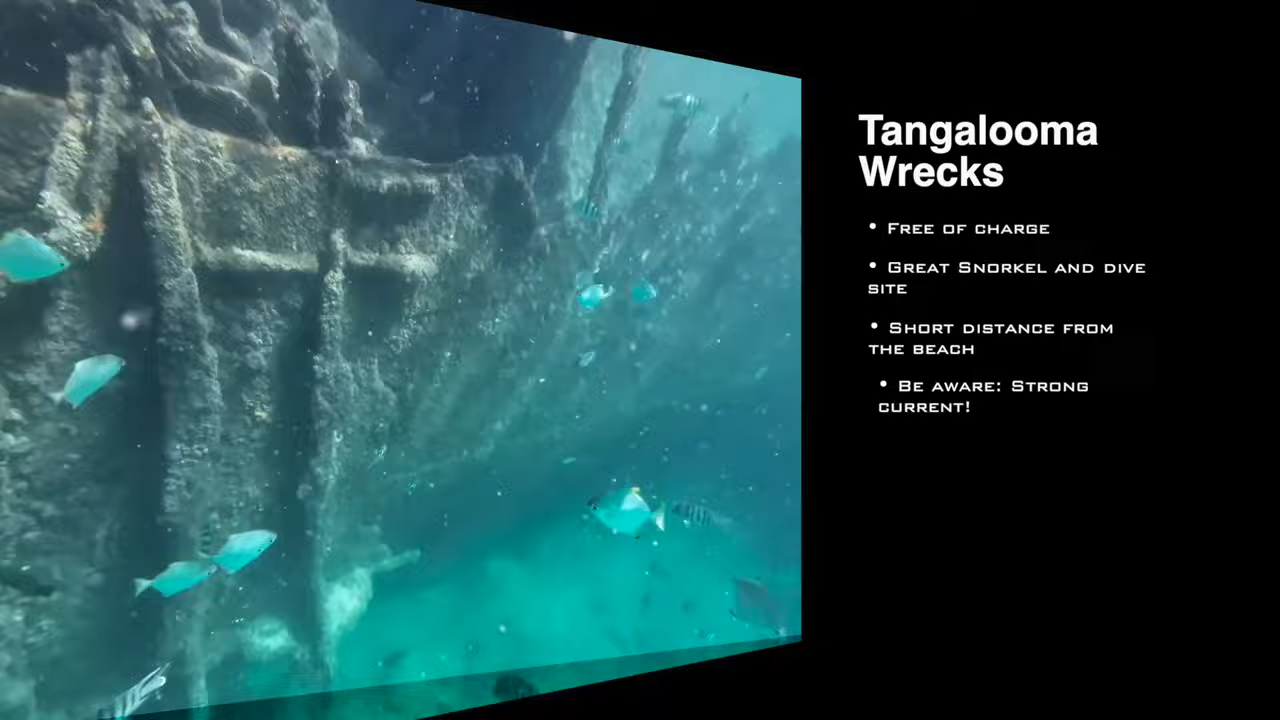 Tangalooma
Wrecks
• Free of charge
• Great Snorkel and dive
site
• Short distance from
the beach
• Be aware: Strong
current!